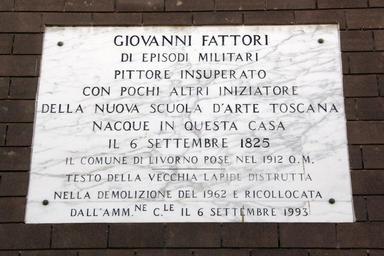 GIOVANNI FATTORI
DI EPISODI MILITARI
PITTORE INSUPERATO
CON POCHI ALTRI INIZIATORE
DELLA NUOVA SCUOLA D'ARTE TOSCANA
NACQUE IN QUESTA CASA
IL 6 SETTEMBRE 1825
IL COMUNE DI LIVORNO POSE NEL 1912 Q.M.
TESTO DELLA VECCHIA LAPIDE DISTRUTTA
NELLA DEMOLIZIONE DEL 1962 E RICOLLOCATA
DALL'AMM.NE C.LE IL 6 SETTEMBRE 1993